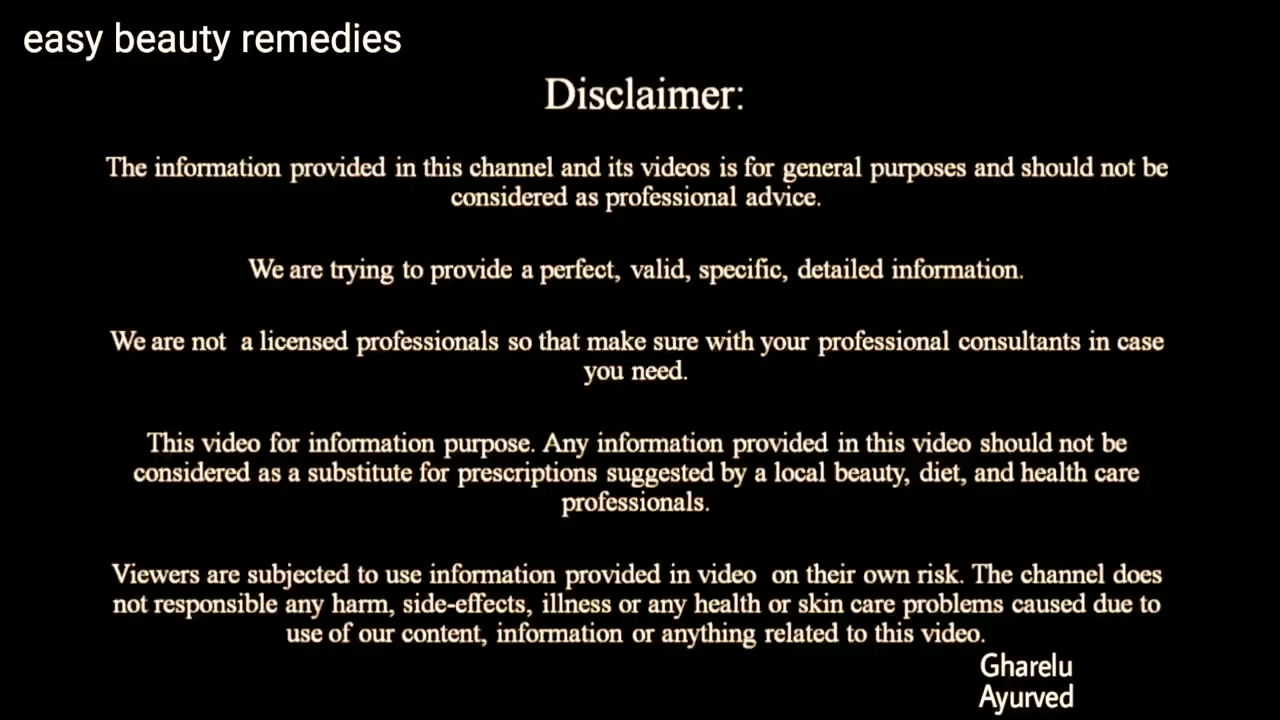 easy beauty remedies
Disclaimer:
The information provided in this channel and its videos is for general purposes and should not be
considered as professional advice.
We are trying to provide a perfect, valid, specific, detailed information.
We are not a licensed professionals so that make sure with your professional consultants in case
you need.
This video for information purpose. Any information provided in this video should not be
considered as a substitute for prescriptions suggested by a local beauty, diet, and health care
professionals.
Viewers are subjected to use information provided in video on their own risk. The channel does
not responsible any harm, side-effects, illness or any health or skin care problems caused due to
use of our content, information or anything related to this video.
Gharelu
Ayurved